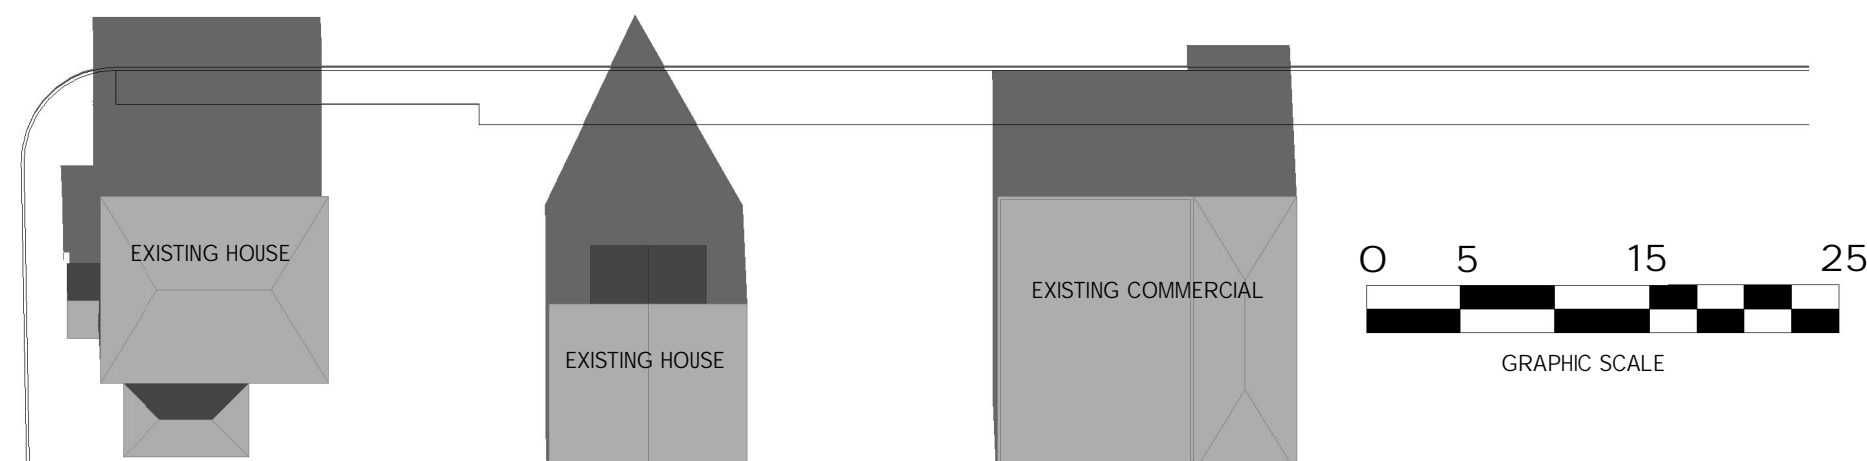 EXISTING HOUSE
EXISTING HOUSE
EXISTING COMMERCIAL
0 5 15 25
GRAPHIC SCALE